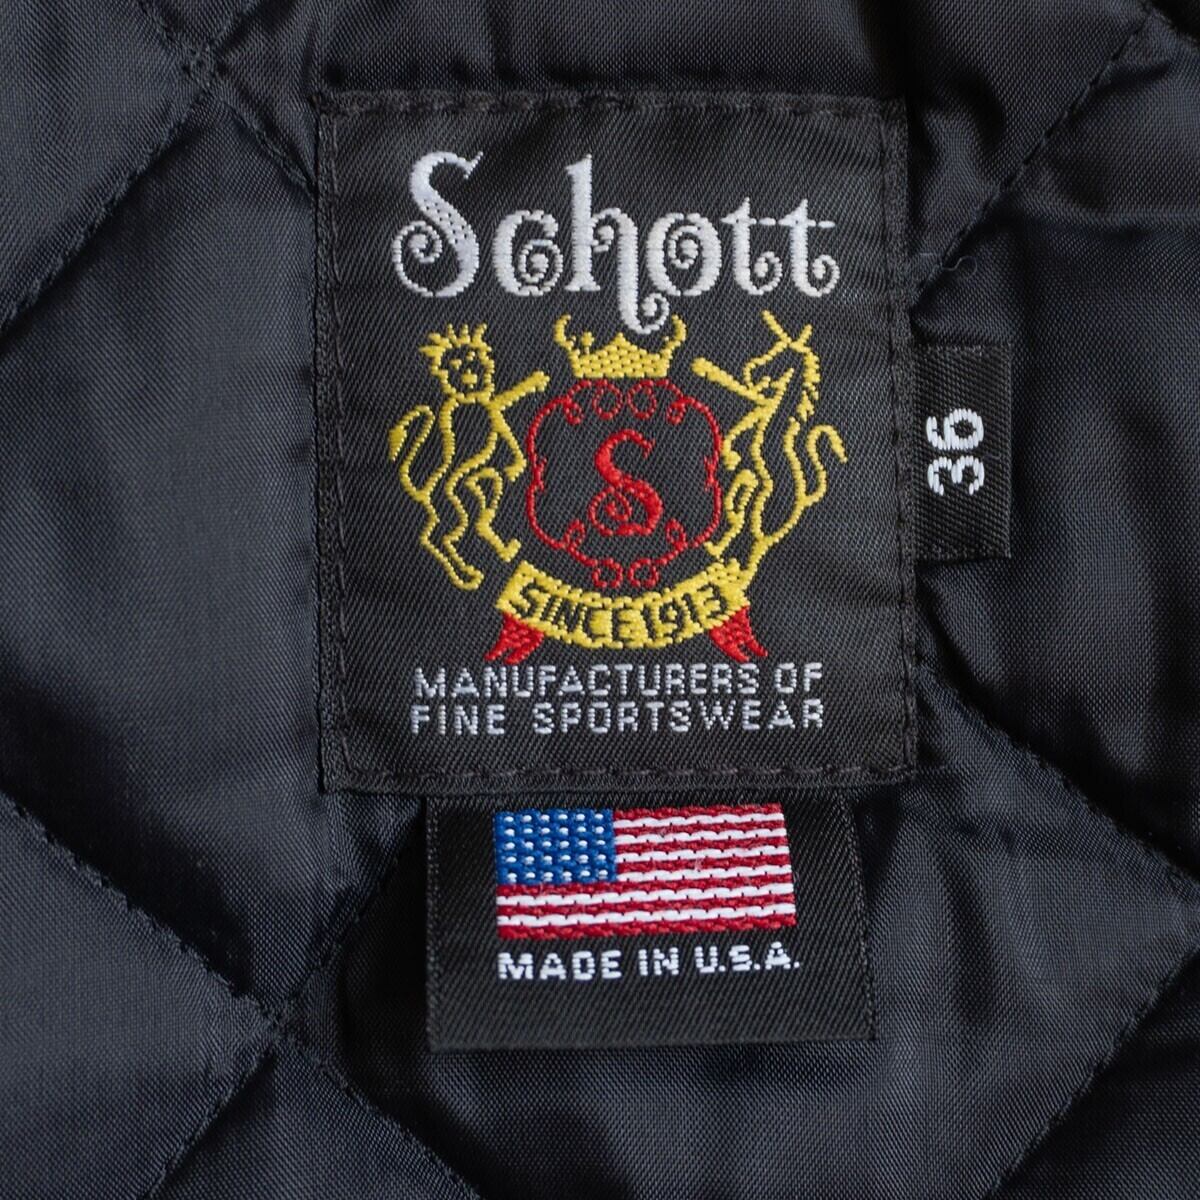 Schott
S
SINCE 1913
MANUFACTURERS OF
FINE SPORTSWEAR
36
MADE IN U.S.A.